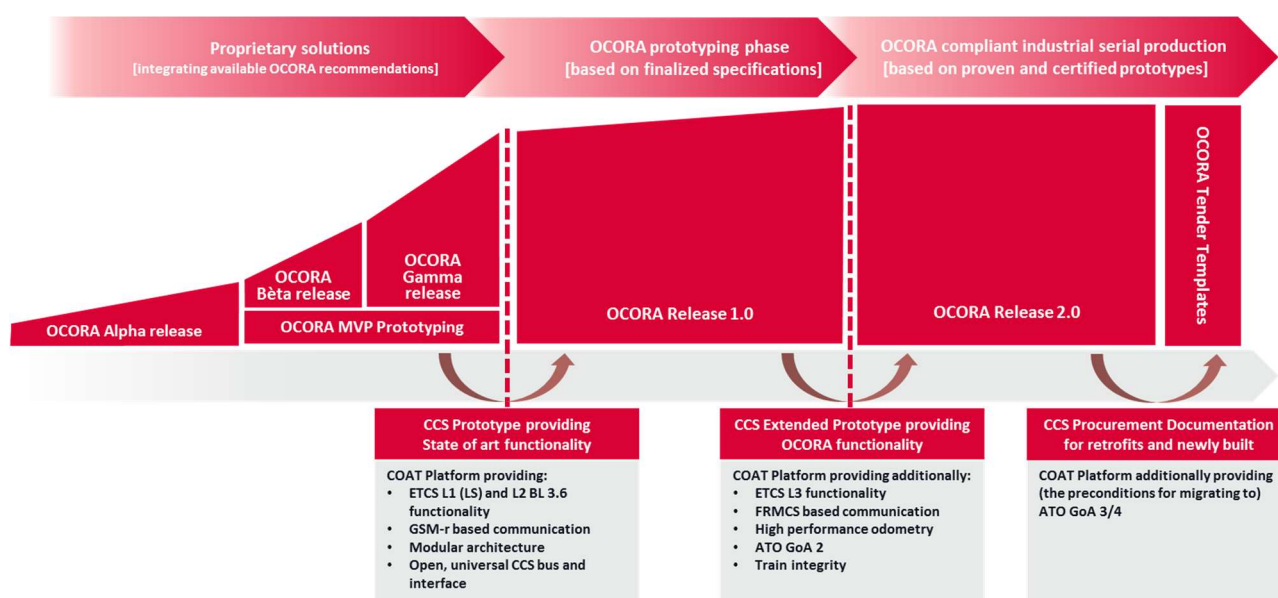 Proprietary solutions
[integrating available OCORA recommendations]
OCORA prototyping phase
[based on finalized specifications]
OCORA compliant industrial serial production
[based on proven and certified prototypes]
OCORA Alpha release
OCORA
Bèta release
OCORA
Gamma
release
OCORA MVP Prototyping
OCORA Release 1.0
OCORA Release 2.0
OCORA Tender Templates
CCS Prototype providing
State of art functionality
COAT Platform providing:
• ETCS L1 (LS) and L2 BL 3.6
functionality
• GSM-r based communication
• Modular architecture
• Open, universal CCS bus and
interface
CCS Extended Prototype providing
OCORA functionality
COAT Platform providing additionally:
• ETCS L3 functionality
• FRMCS based communication
• High performance odometry
• ATO GoA 2
• Train integrity
CCS Procurement Documentation
for retrofits and newly built
COAT Platform additionally providing
(the preconditions for migrating to)
ATO GoA 3/4